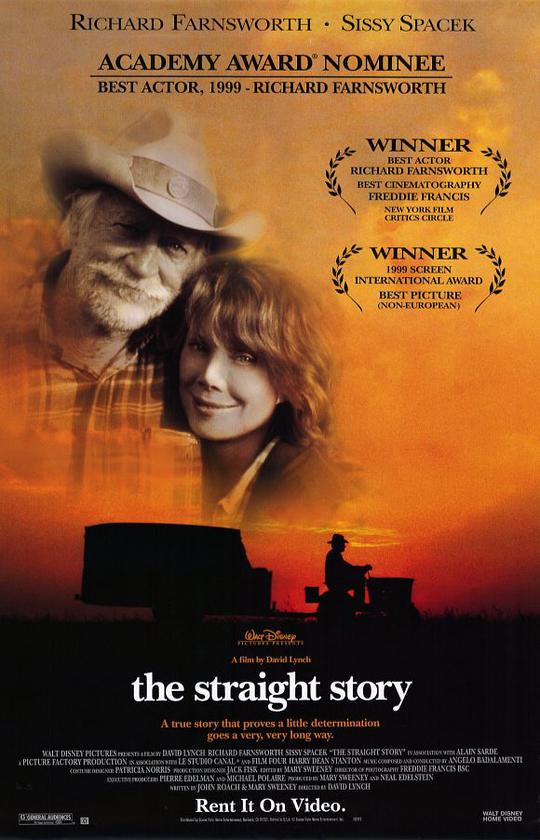 RICHARD FARNSWORTH • SISSY SPACEK
ACADEMY AWARD® NOMINEE
BEST ACTOR, 1999 - RICHARD FARNSWORTH
WINNER
BEST ACTOR
RICHARD FARNSWORTH
BEST CINEMATOGRAPHY
FREDDIE FRANCIS
NEW YORK FILM
CRITICS CIRCLE
WINNER
1999 SCREEN
INTERNATIONAL AWARD
BEST PICTURE
(NON-EUROPEAN)
WALT DISNEY
PICTURES PRESENTS
A film by David Lynch
the straight story
A true story that proves a little determination
goes a very, very long way.
WALT DISNEY PICTURES PRESENTS A FILM BY DAVID LYNCH RICHARD FARNSWORTH SISSY SPACEK "THE STRAIGHT STORY" IN ASSOCIATION WITH ALAIN SARDE
A PICTURE FACTORY PRODUCTION IN ASSOCIATION WITH LE STUDIO CANAL+ AND FILM FOUR HARRY DEAN STANTON MUSIC COMPOSED AND CONDUCTED BY ANGELO BADALAMENTI
COSTUME DESIGNER PATRICIA NORRIS PRODUCTION DESIGNER JACK FISK EDITED BY MARY SWEENEY DIRECTOR OF PHOTOGRAPHY FREDDIE FRANCIS BSC
EXECUTIVE PRODUCERS PIERRE EDELMAN AND MICHAEL POLAIRE PRODUCED BY MARY SWEENEY AND NEAL EDELSTEIN
WRITTEN BY JOHN ROACH & MARY SWEENEY DIRECTED BY DAVID LYNCH
Rent It On Video.
G GENERAL AUDIENCES
WALT DISNEY
HOME VIDEO